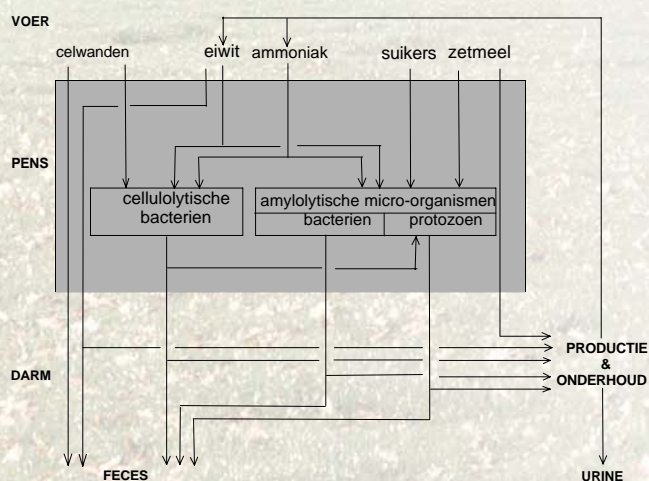 VOER
celwanden eiwit ammoniak suikers zetmeel
PENS
cellulolytische
bacterien
amylolytische micro-organismen
bacterien protozoen
DARM
PRODUCTIE
&
ONDERHOUD
FECES
URINE